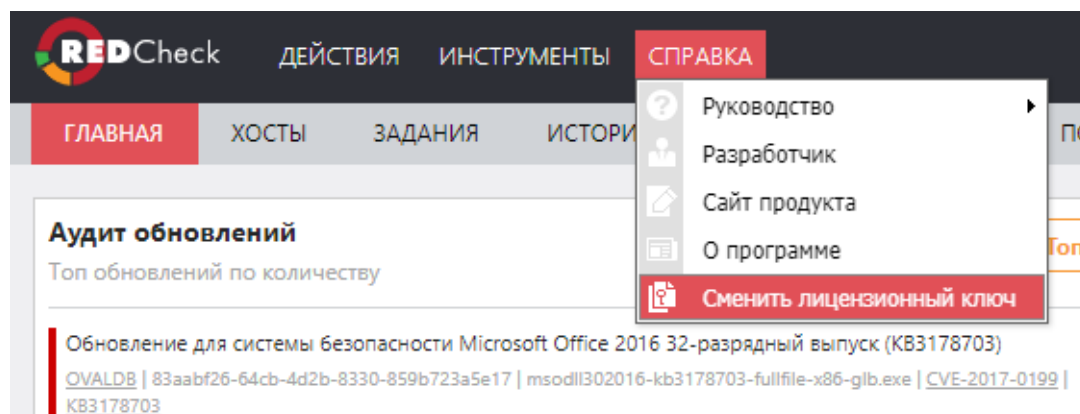 REDCheck ДЕЙСТВИЯ ИНСТРУМЕНТЫ СПРАВКА
ГЛАВНАЯ ХОСТЫ ЗАДАНИЯ
Руководство
Разработчик
Сайт продукта
О программе
Сменить лицензионный ключ
Аудит обновлений
Топ обновлений по количеству
Обновление для системы безопасности Microsoft Office 2016 32-разрядный выпуск (KB3178703)
OVALDB | 83aabf26-64cb-4d2b-8330-859b723a5e17 | msodll302016-kb3178703-fullfile-x86-glb.exe | CVE-2017-0199 |
KB3178703